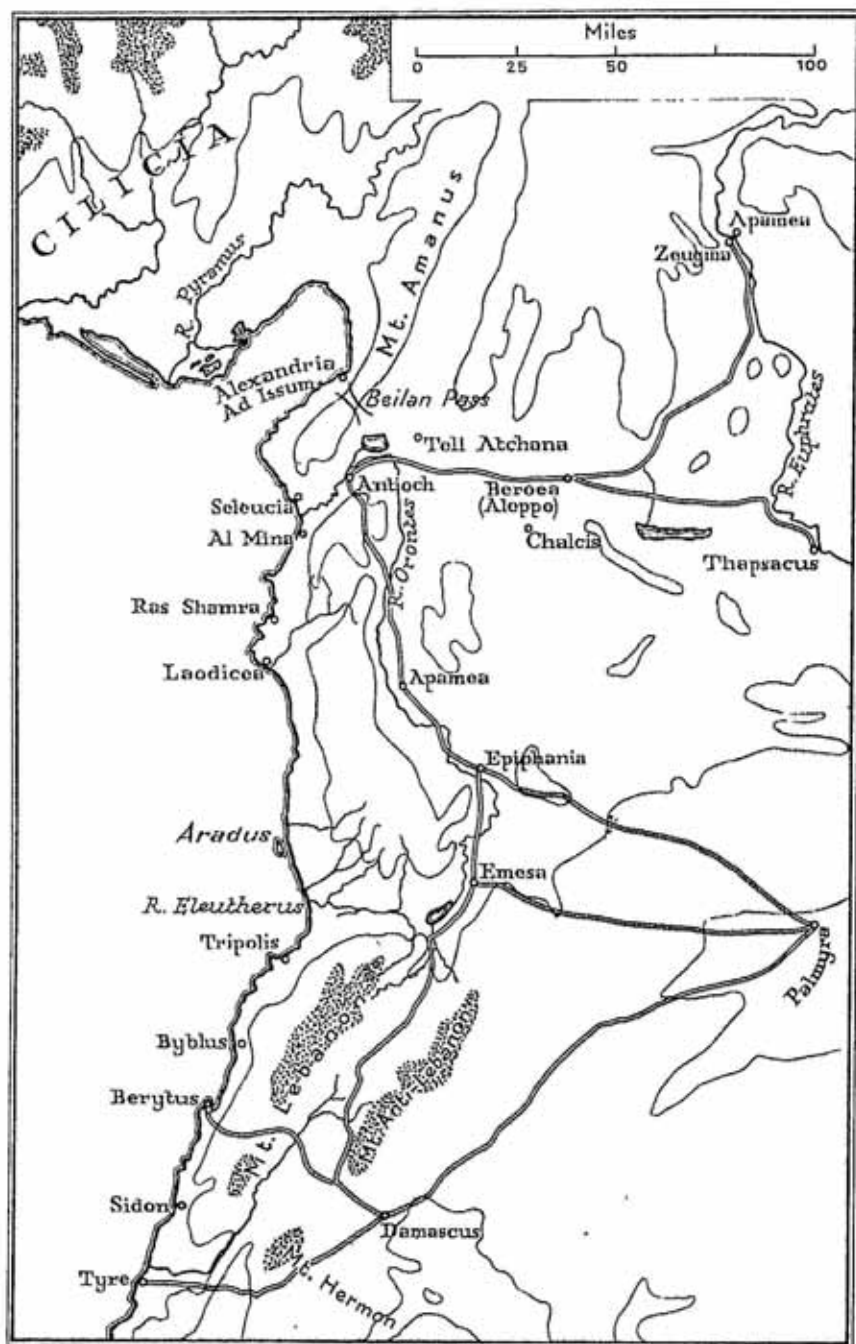 Miles
0 25 50 100
CILICIA
R. Pyramus
Mt. Amanus
Apamea
Zeugma
Alexandria
Ad Issum
Beilan Pass
Tell Atchana
R. Euphrates
Antioch
Beroea
(Aleppo)
Seleucia
Al Mina
Chalcis
Thapsacus
R. Orontes
Ras Shamra
Laodicea
Apamea
Epiphania
Aradus
Emesa
R. Eleutherus
Tripolis
Palmyra
Byblus
Mt. Lebanon
Mt. Anti-Lebanon
Berytus
Sidon
Damascus
Tyre
Mt. Hermon